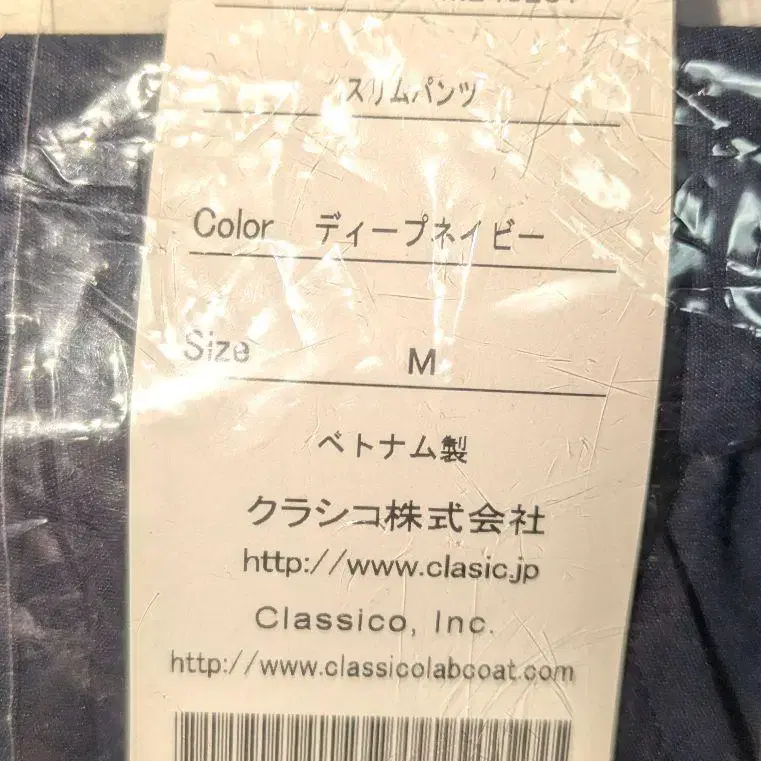 スリムパンツ
Color ディープネイビー
Size M
ベトナム製
クラシコ株式会社
http://www.clasic.jp
Classico, Inc.
http://www.classicolabcoat.com